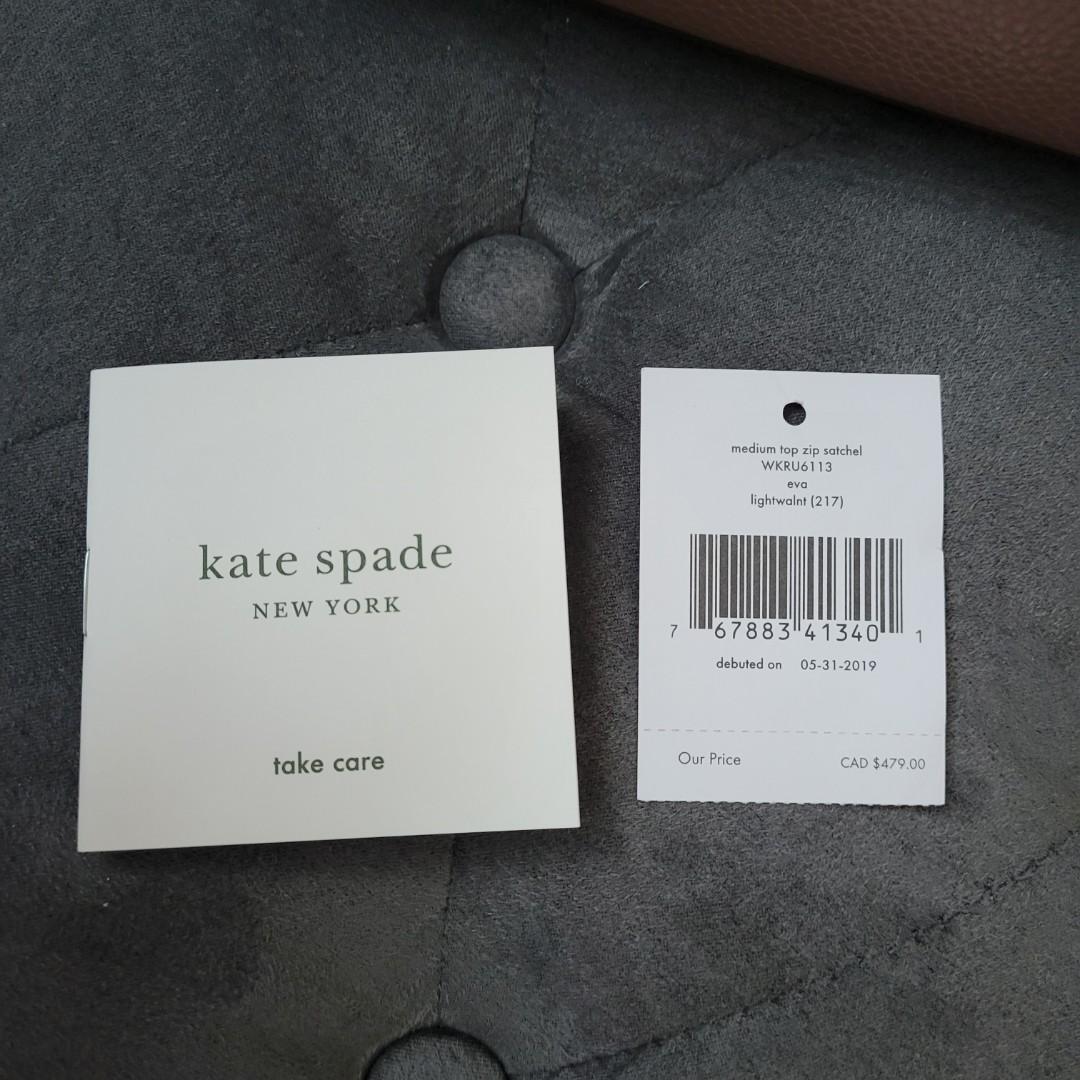 kate spade
NEW YORK
take care
medium top zip satchel
WKRU6113
eva
lightwalnt (217)
7 67883 41340 1
debuted on 05-31-2019
Our Price CAD $479.00